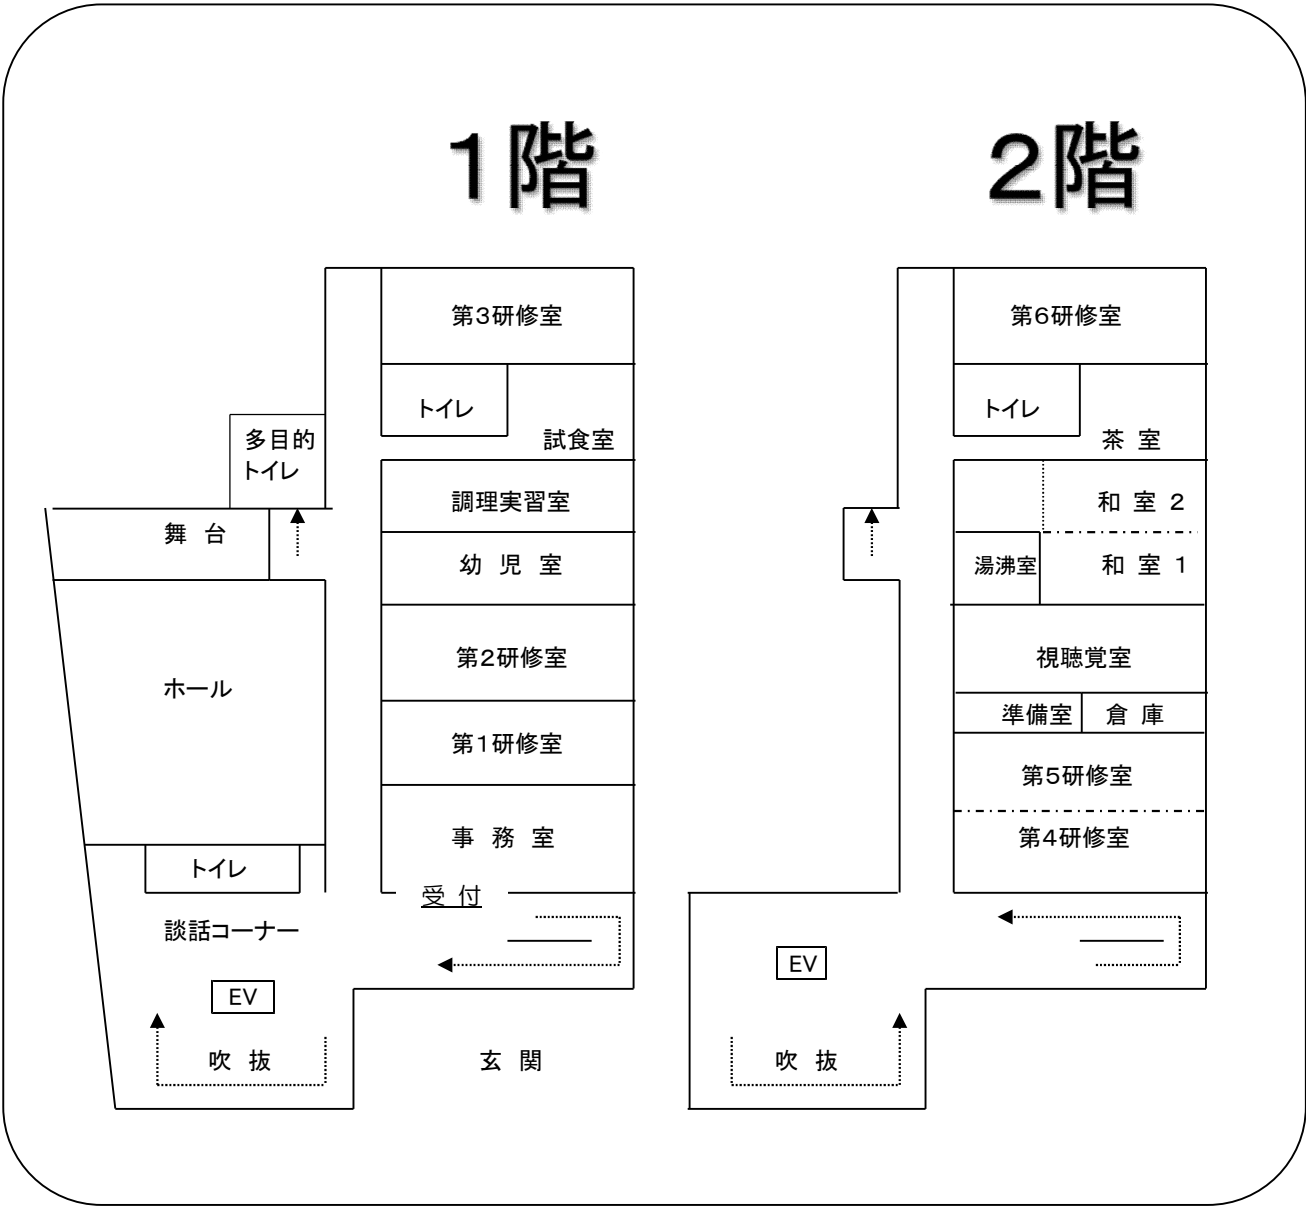 1階
第3研修室
トイレ
試食室
多目的
トイレ
調理実習室
舞 台
幼 児 室
第2研修室
ホール
第1研修室
事 務 室
トイレ
受 付
談話コーナー
EV
吹 抜
玄 関
2階
第6研修室
トイレ
茶 室
和 室 2
湯沸室
和 室 1
視聴覚室
準備室
倉 庫
第5研修室
第4研修室
EV
吹 抜